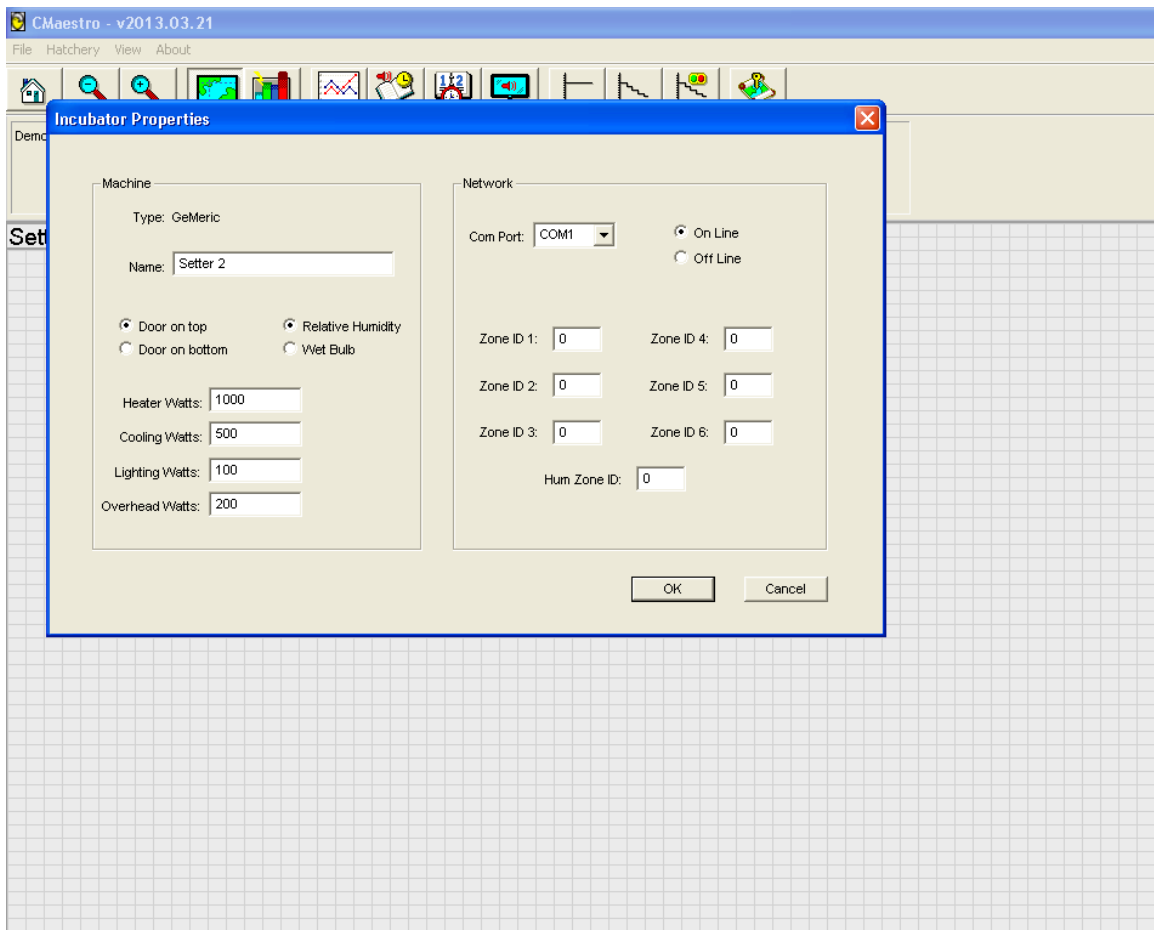 CMaestro - v2013.03.21
File Hatchery View About
Incubator Properties
Demo
Sett
Machine
Type: GeMeric
Name: Setter 2
Door on top
Relative Humidity
Door on bottom
Wet Bulb
Heater Watts: 1000
Cooling Watts: 500
Lighting Watts: 100
Overhead Watts: 200
Network
Com Port: COM1
On Line
Off Line
Zone ID 1: 0
Zone ID 4: 0
Zone ID 2: 0
Zone ID 5: 0
Zone ID 3: 0
Zone ID 6: 0
Hum Zone ID: 0
OK
Cancel